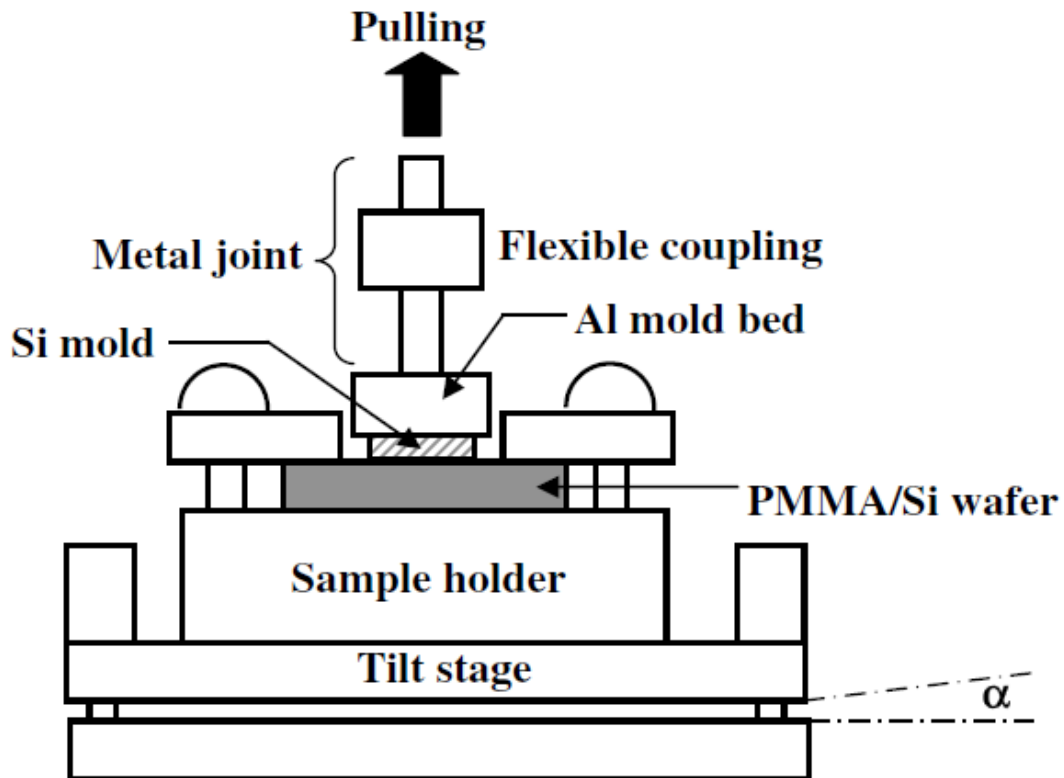 Pulling
Metal joint
Flexible coupling
Si mold
Al mold bed
PMMA/Si wafer
Sample holder
Tilt stage
α